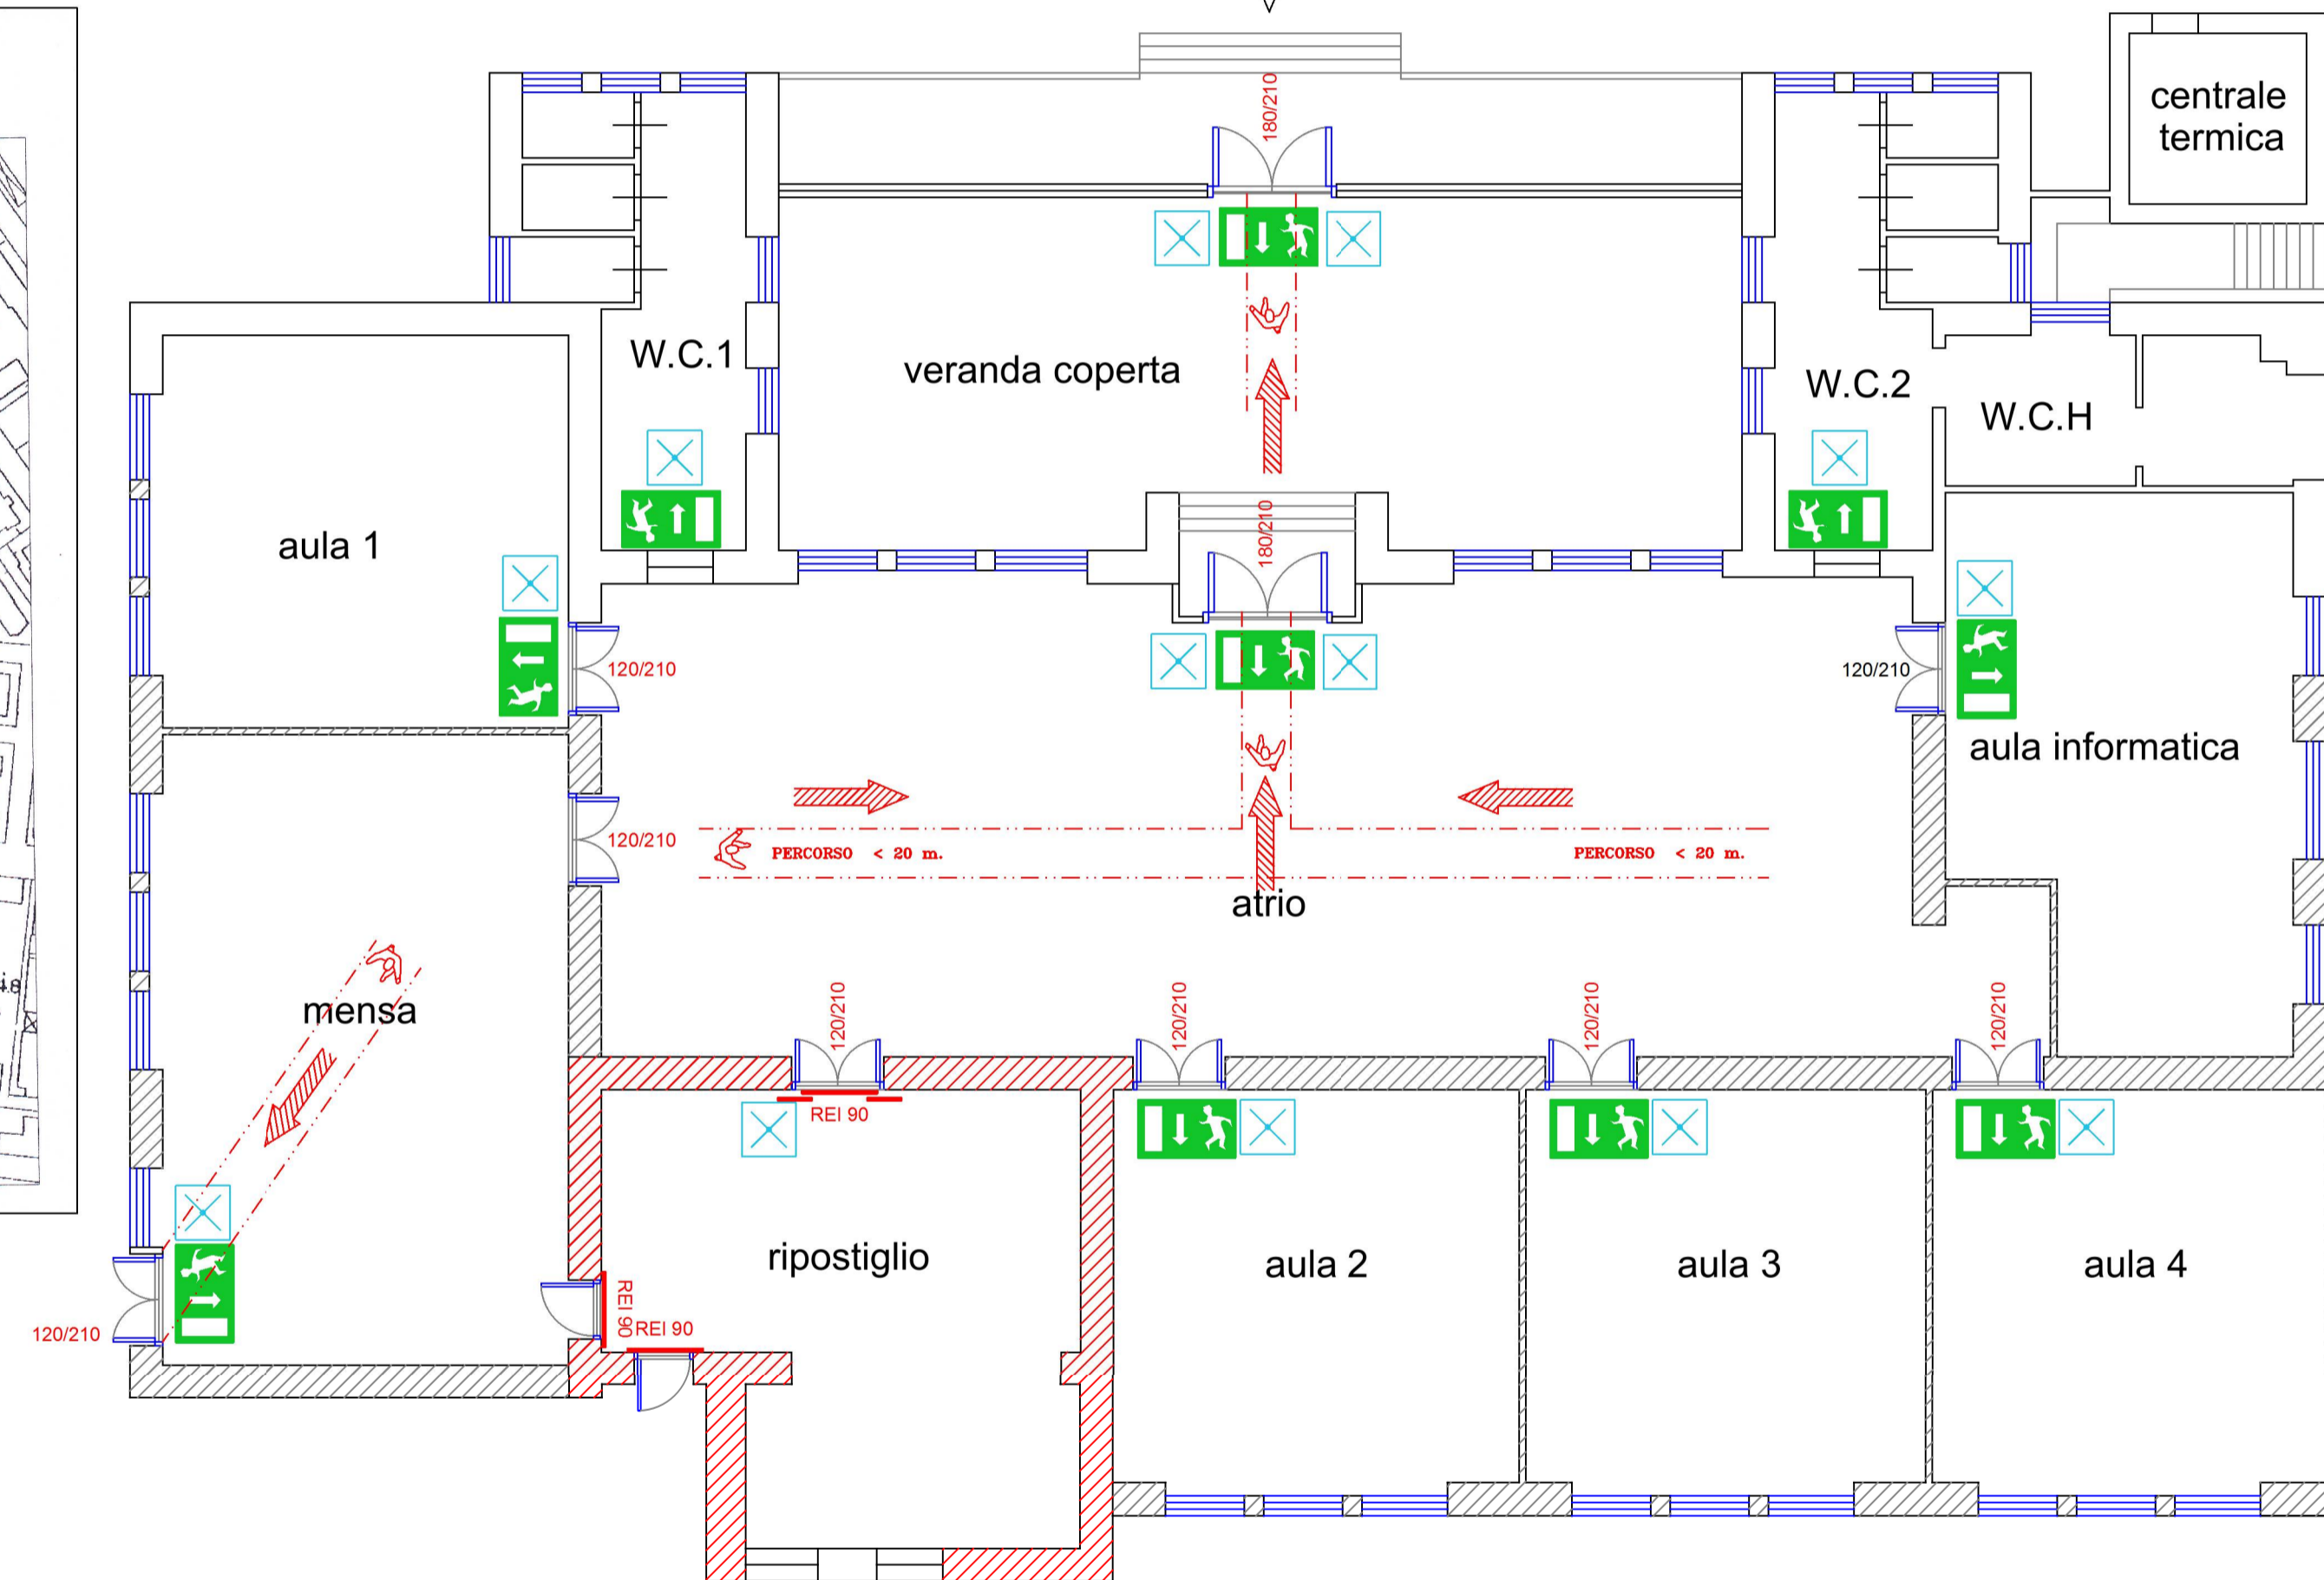 180/210
centrale
termica
W.C.1
veranda coperta
W.C.2
W.C.H
180/210
aula 1
120/210
120/210
aula informatica
120/210
PERCORSO < 20 m.
PERCORSO < 20 m.
atrio
mensa
120/210
120/210
120/210
120/210
REI 90
ripostiglio
aula 2
aula 3
aula 4
REI 90
REI 90
120/210